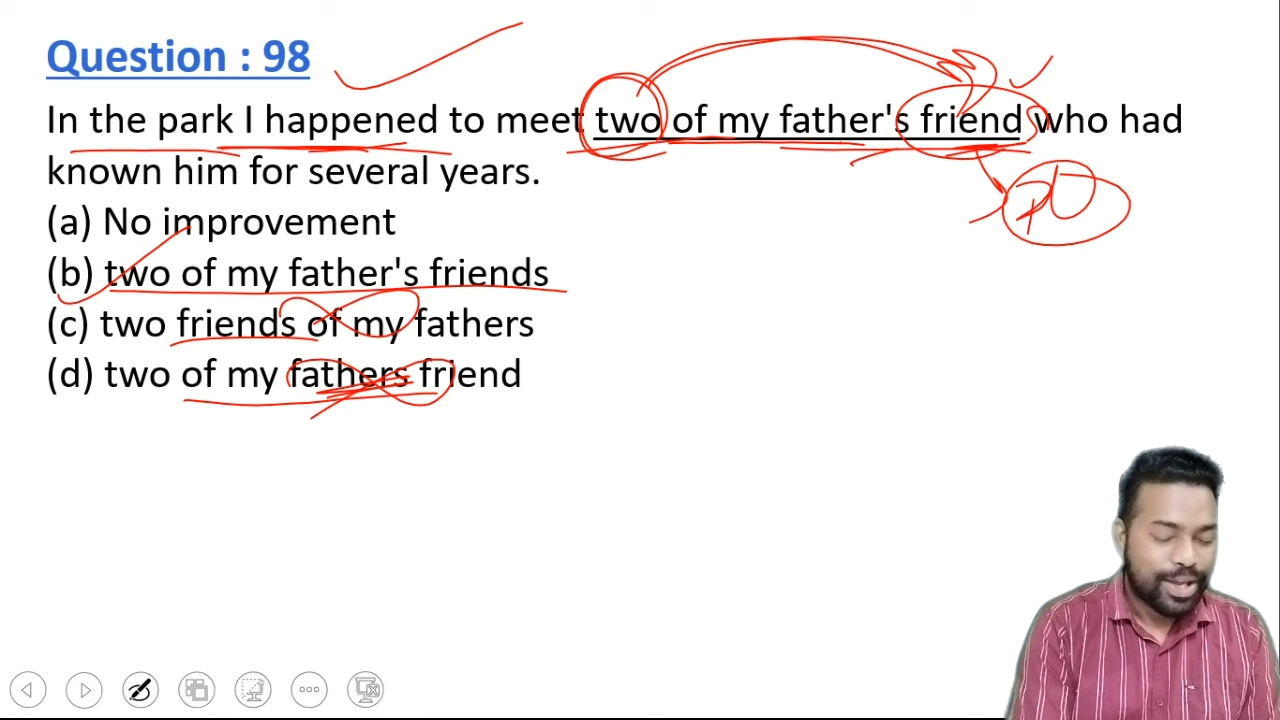 Question : 98
In the park I happened to meet two of my father's friend who had
known him for several years.
(a) No improvement
(b) two of my father's friends
(c) two friends of my fathers
(d) two of my fathers friend